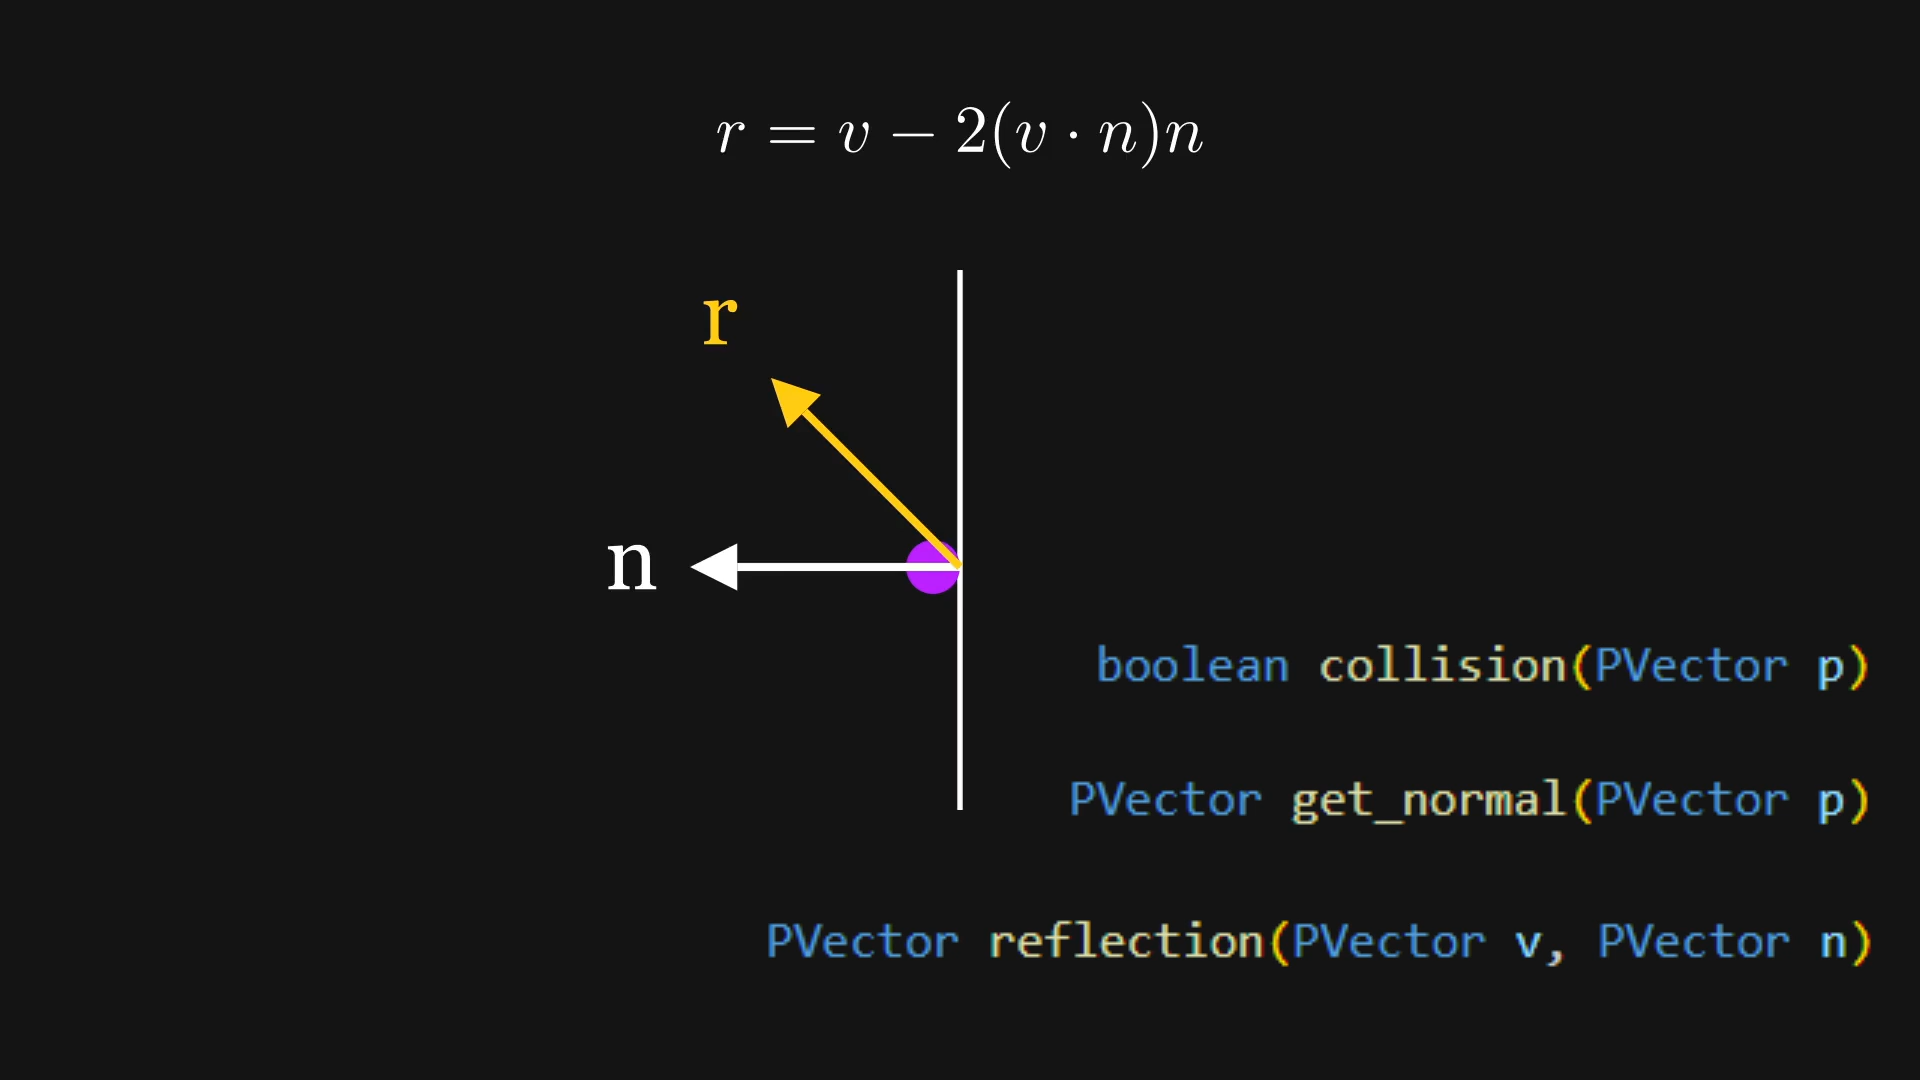 r = v − 2(v · n)n
r
n
boolean collision(PVector p)
PVector get_normal(PVector p)
PVector reflection(PVector v, PVector n)